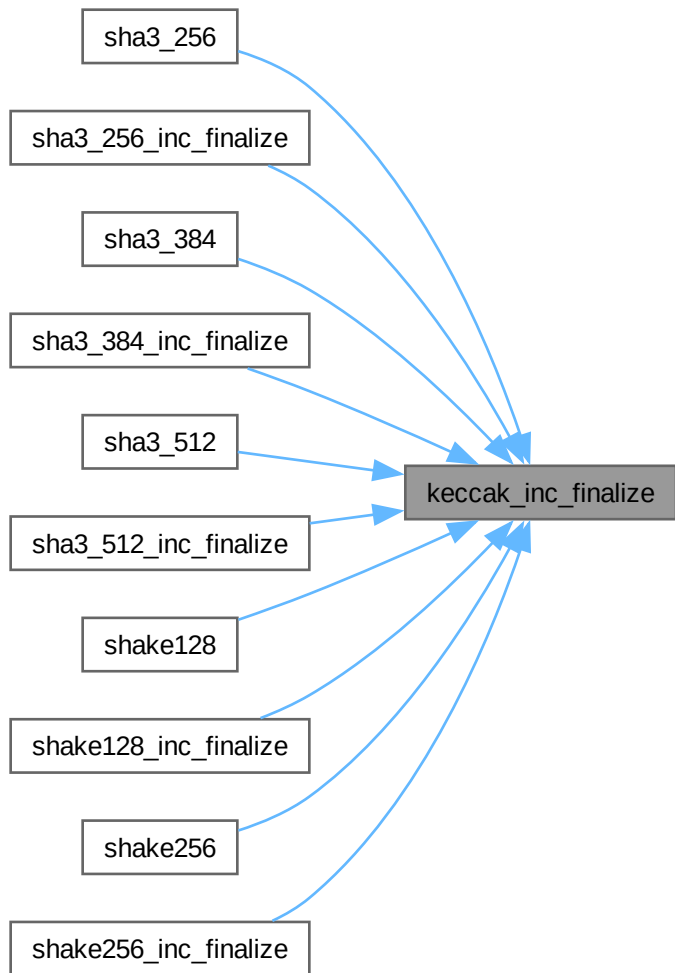 sha3_256
sha3_256_inc_finalize
sha3_384
sha3_384_inc_finalize
sha3_512
keccak_inc_finalize
sha3_512_inc_finalize
shake128
shake128_inc_finalize
shake256
shake256_inc_finalize